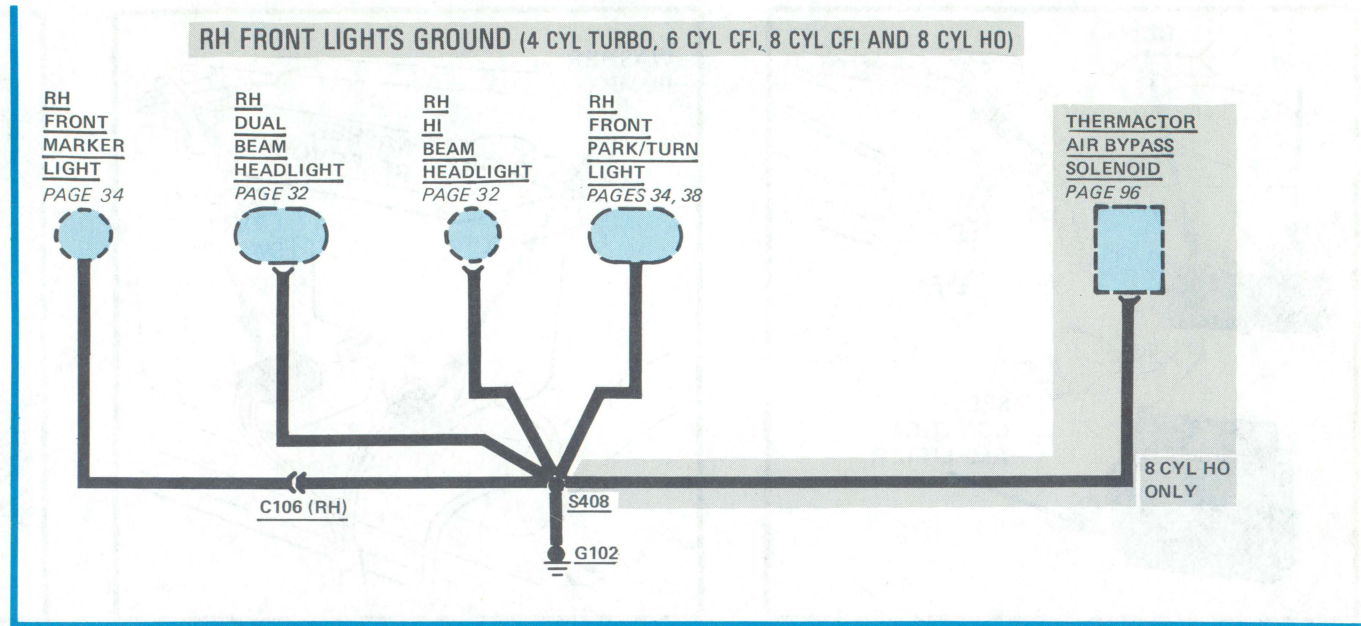 RH FRONT LIGHTS GROUND (4 CYL TURBO, 6 CYL CFI, 8 CYL CFI AND 8 CYL HO)
RH
FRONT
MARKER
LIGHT
PAGE 34
RH
DUAL
BEAM
HEADLIGHT
PAGE 32
RH
HI
BEAM
HEADLIGHT
PAGE 32
RH
FRONT
PARK/TURN
LIGHT
PAGES 34, 38
THERMACTOR
AIR BYPASS
SOLENOID
PAGE 96
C106 (RH)
S408
8 CYL HO
ONLY
G102